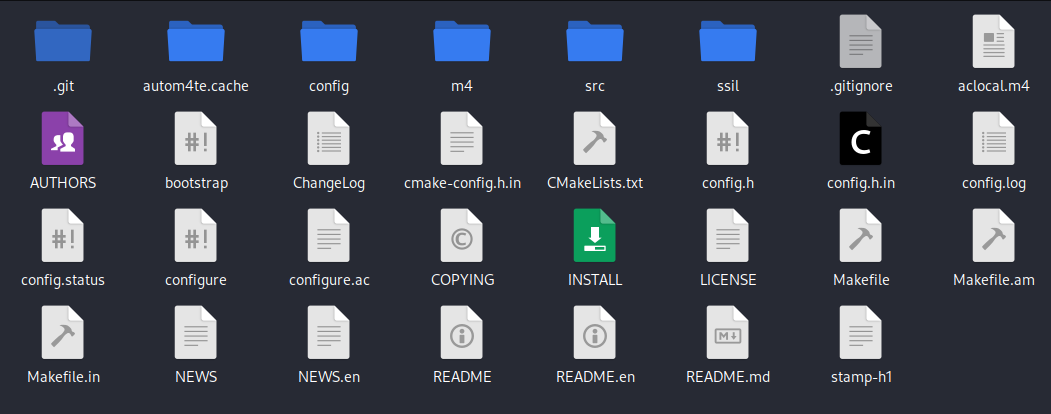 .git autom4te.cache config m4 src ssil .gitignore aclocal.m4
#! #! C
AUTHORS bootstrap ChangeLog cmake-config.h.in CMakeLists.txt config.h config.h.in config.log
#! #! ©
config.status configure configure.ac COPYING INSTALL LICENSE Makefile Makefile.am
M
Makefile.in NEWS NEWS.en README README.en README.md stamp-h1